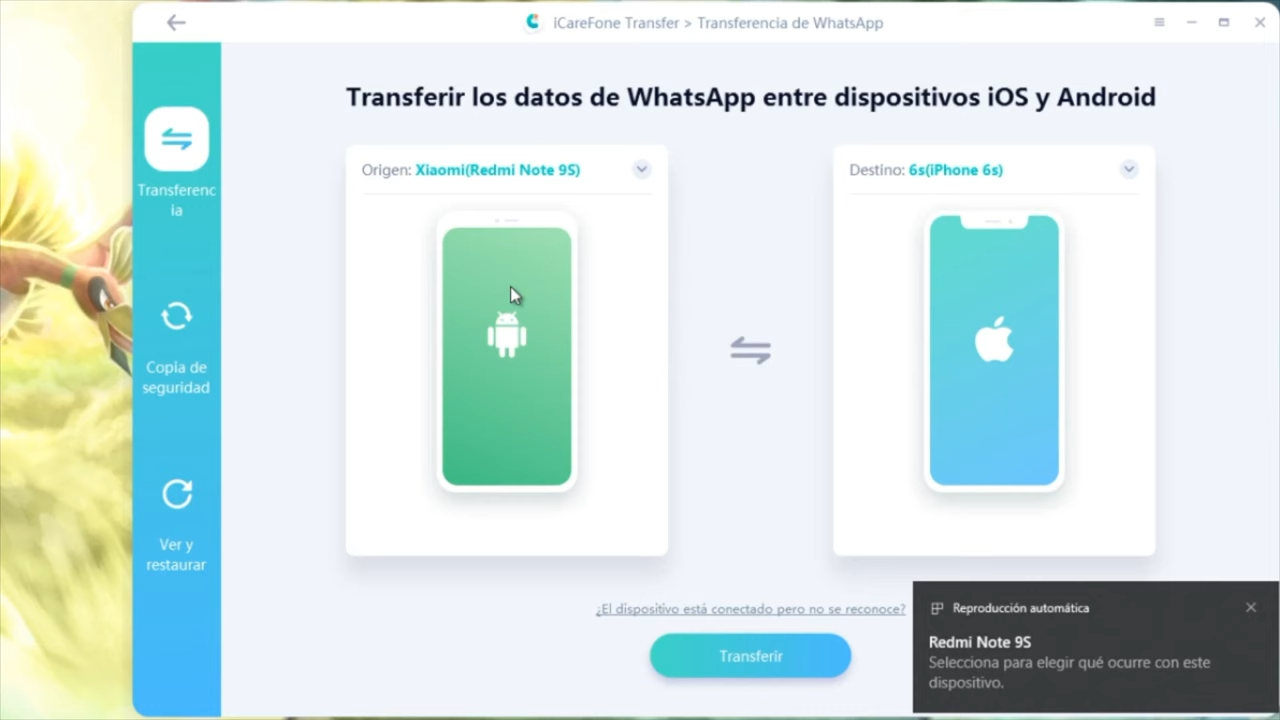 iCareFone Transfer > Transferencia de WhatsApp
Transferir los datos de WhatsApp entre dispositivos iOS y Android
Transferenc
ia
Copia de
seguridad
Ver y
restaurar
Origen: Xiaomi(Redmi Note 9S)
Destino: 6s(iPhone 6s)
¿El dispositivo está conectado pero no se reconoce?
Transferir
Reproducción automática
Redmi Note 9S
Selecciona para elegir qué ocurre con este
dispositivo.